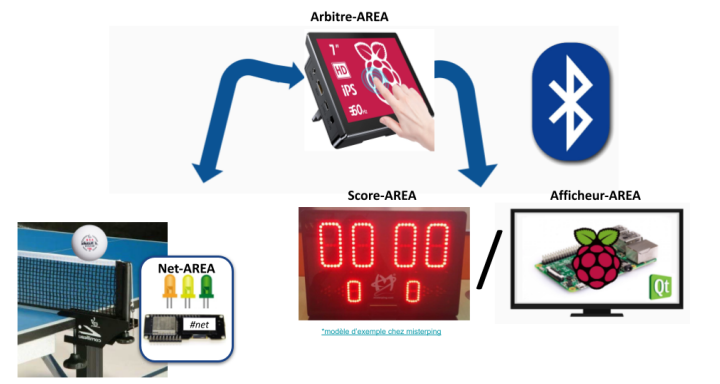 Arbitre-AREA
7"
HD
iPS
60Hz
Score-AREA
Afficheur-AREA
00 00
0 0
Net-AREA
#net
Qt
*modèle d'exemple chez misterping